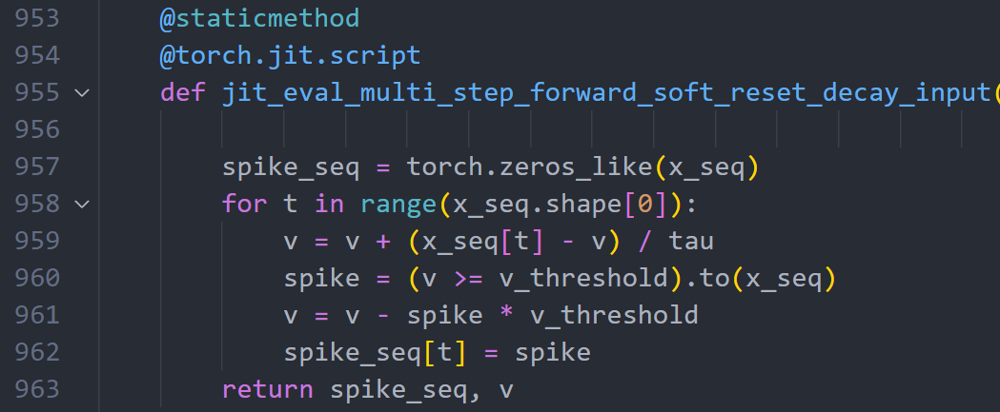 953 @staticmethod
954 @torch.jit.script
955 def jit_eval_multi_step_forward_soft_reset_decay_input(
956
957 spike_seq = torch.zeros_like(x_seq)
958 for t in range(x_seq.shape[0]):
959 v = v + (x_seq[t] - v) / tau
960 spike = (v >= v_threshold).to(x_seq)
961 v = v - spike * v_threshold
962 spike_seq[t] = spike
963 return spike_seq, v